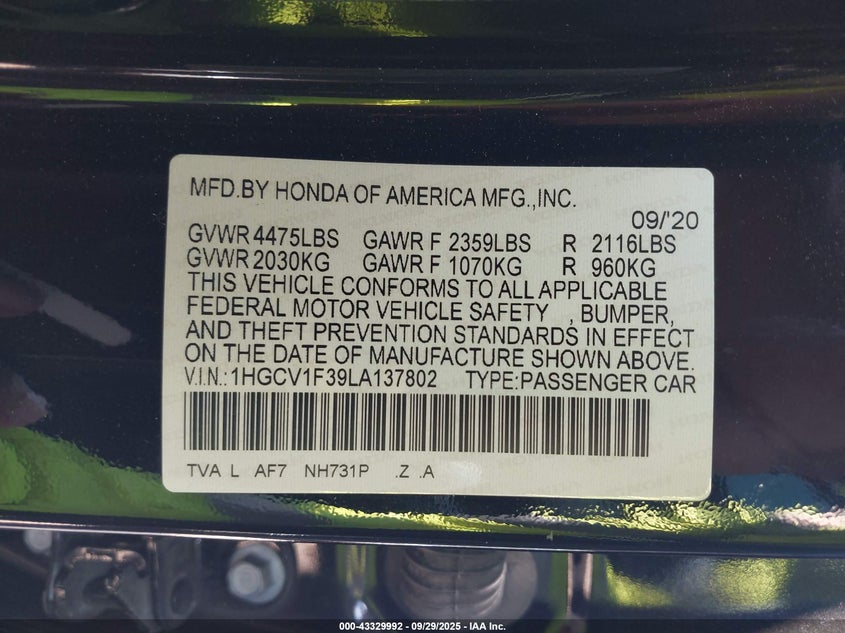 MFD.BY HONDA OF AMERICA MFG.,INC.
09/'20
GVWR 4475LBS GAWR F 2359LBS R 2116LBS
GVWR 2030KG GAWR F 1070KG R 960KG
THIS VEHICLE CONFORMS TO ALL APPLICABLE
FEDERAL MOTOR VEHICLE SAFETY , BUMPER,
AND THEFT PREVENTION STANDARDS IN EFFECT
ON THE DATE OF MANUFACTURE SHOWN ABOVE.
V.I.N.:1HGCV1F39LA137802 TYPE:PASSENGER CAR
TVA L AF7 NH731P .Z .A
000-43329992 - 09/29/2025 - IAA Inc.